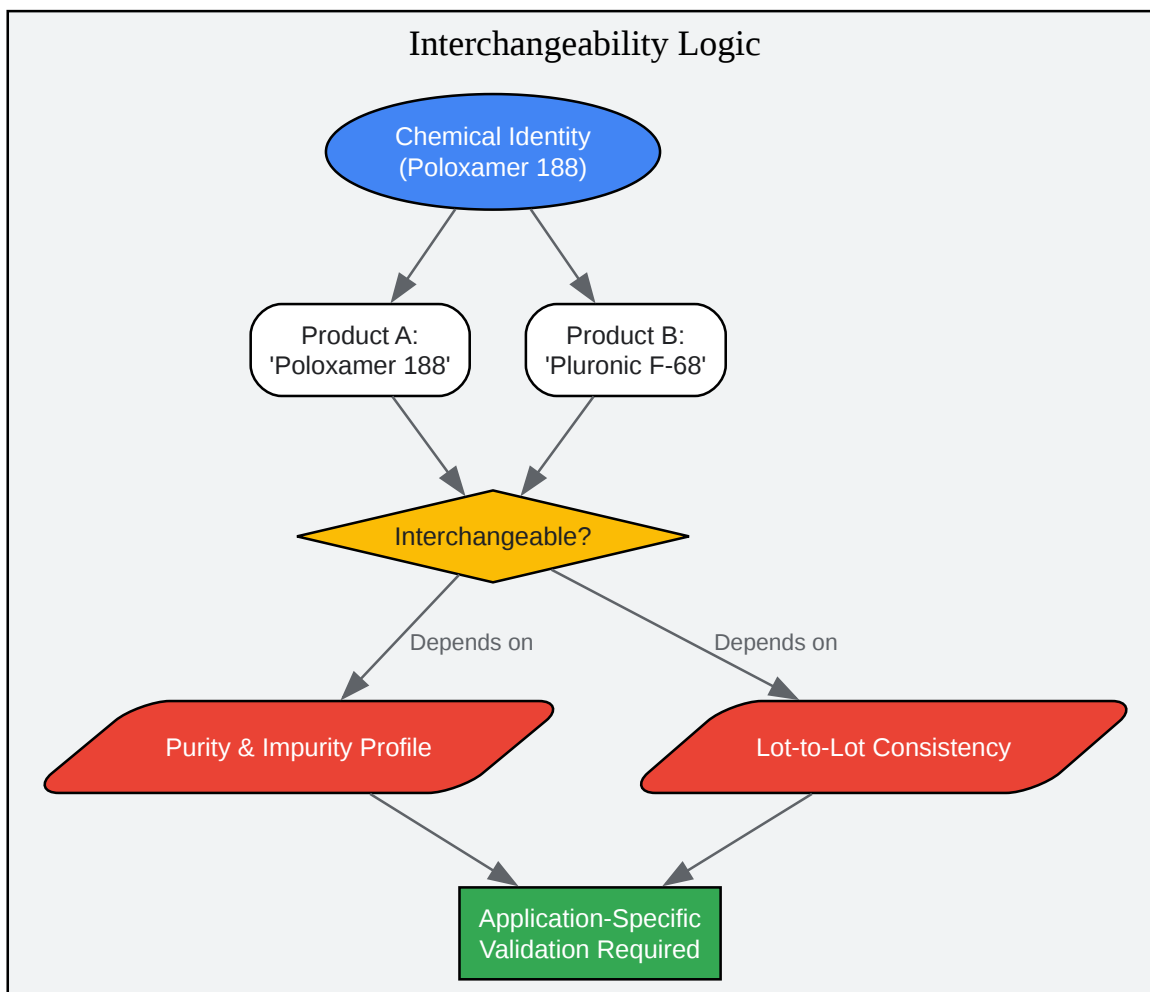 Interchangeability Logic
Chemical Identity
(Poloxamer 188)
Product A:
'Poloxamer 188'
Product B:
'Pluronic F-68'
Interchangeable?
Depends on
Depends on
Purity & Impurity Profile
Lot-to-Lot Consistency
Application-Specific
Validation Required